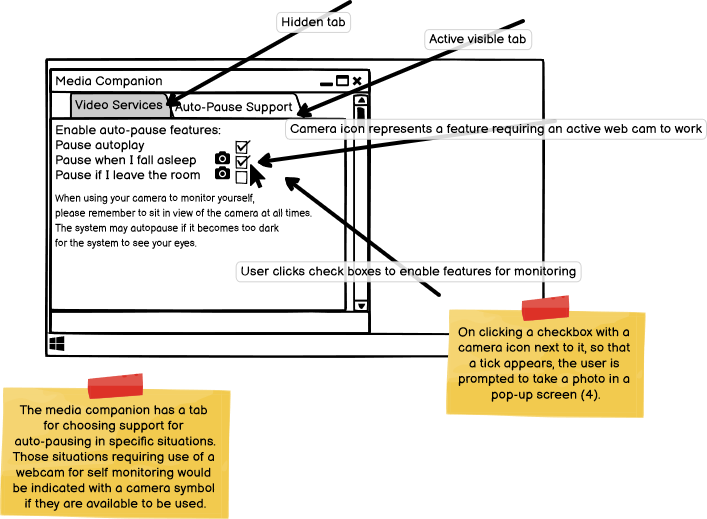 Hidden tab
Active visible tab
Media Companion
Video Services
Auto-Pause Support
Camera icon represents a feature requiring an active web cam to work
Enable auto-pause features:
Pause autoplay
Pause when I fall asleep
Pause if I leave the room
When using your camera to monitor yourself,
please remember to sit in view of the camera at all times.
The system may autopause if it becomes too dark
for the system to see your eyes.
User clicks check boxes to enable features for monitoring
On clicking a checkbox with a
camera icon next to it, so that
a tick appears, the user is
prompted to take a photo in a
pop-up screen (4).
The media companion has a tab
for choosing support for
auto-pausing in specific situations.
Those situations requiring use of a
webcam for self monitoring would
be indicated with a camera symbol
if they are available to be used.